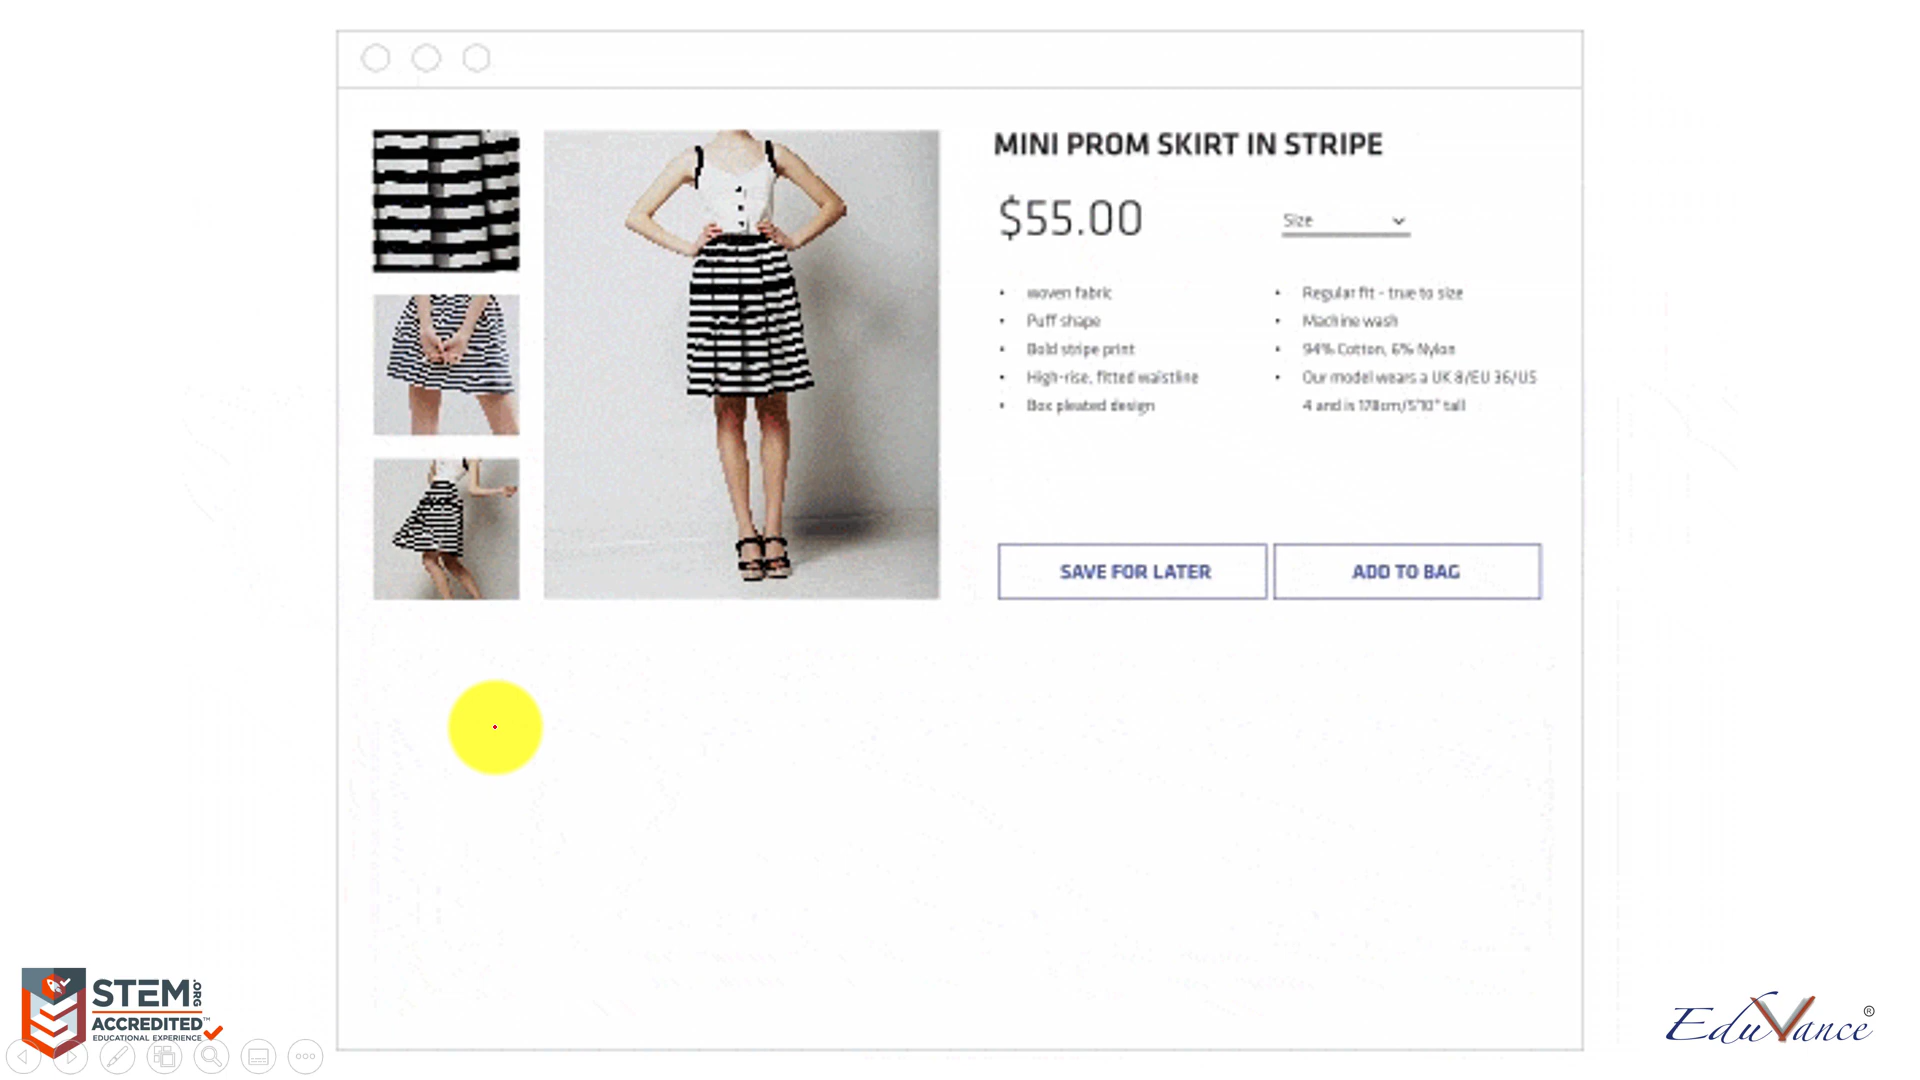 MINI PROM SKIRT IN STRIPE
$55.00
Size
woven fabric
Puff shape
Bold stripe print
High-rise, fitted waistline
Box pleated design
Regular fit - true to size
Machine wash
94% Cotton, 6% Nylon
Our model wears a UK 8/EU 36/US
4 and is 178cm/5'10" tall
SAVE FOR LATER
ADD TO BAG
STEM.ORG
ACCREDITED™
EDUCATIONAL EXPERIENCE
EduVance®